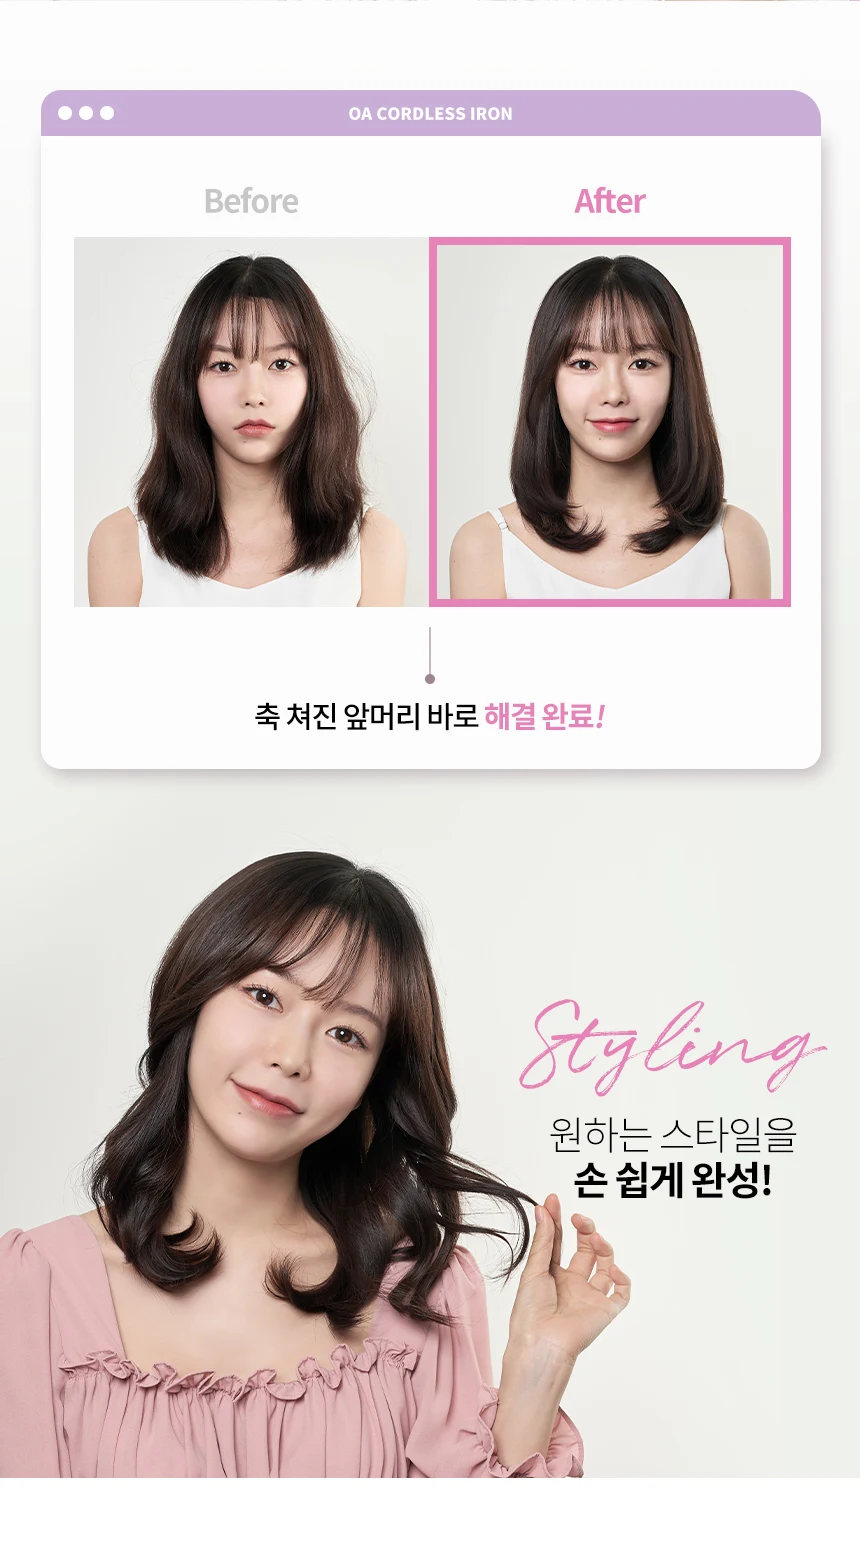 OA CORDLESS IRON
Before
After
축 쳐진 앞머리 바로 해결 완료!
Styling
원하는 스타일을
손 쉽게 완성!